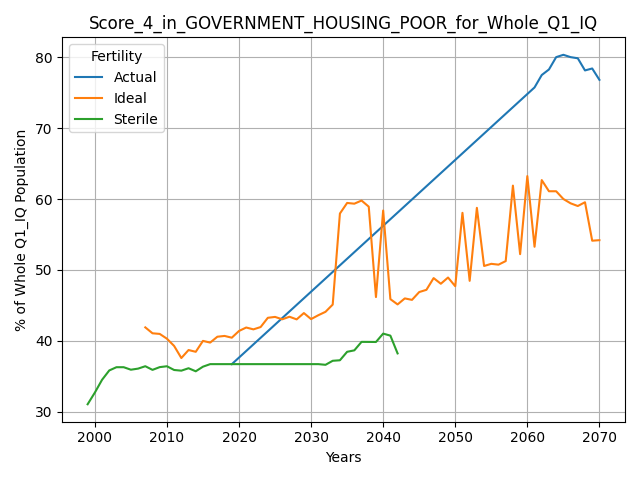 Score_4_in_GOVERNMENT_HOUSING_POOR_for_Whole_Q1_IQ
Fertility
Actual
Ideal
Sterile
% of Whole Q1_IQ Population
80
70
60
50
40
30
2000
2010
2020
2030
2040
2050
2060
2070
Years